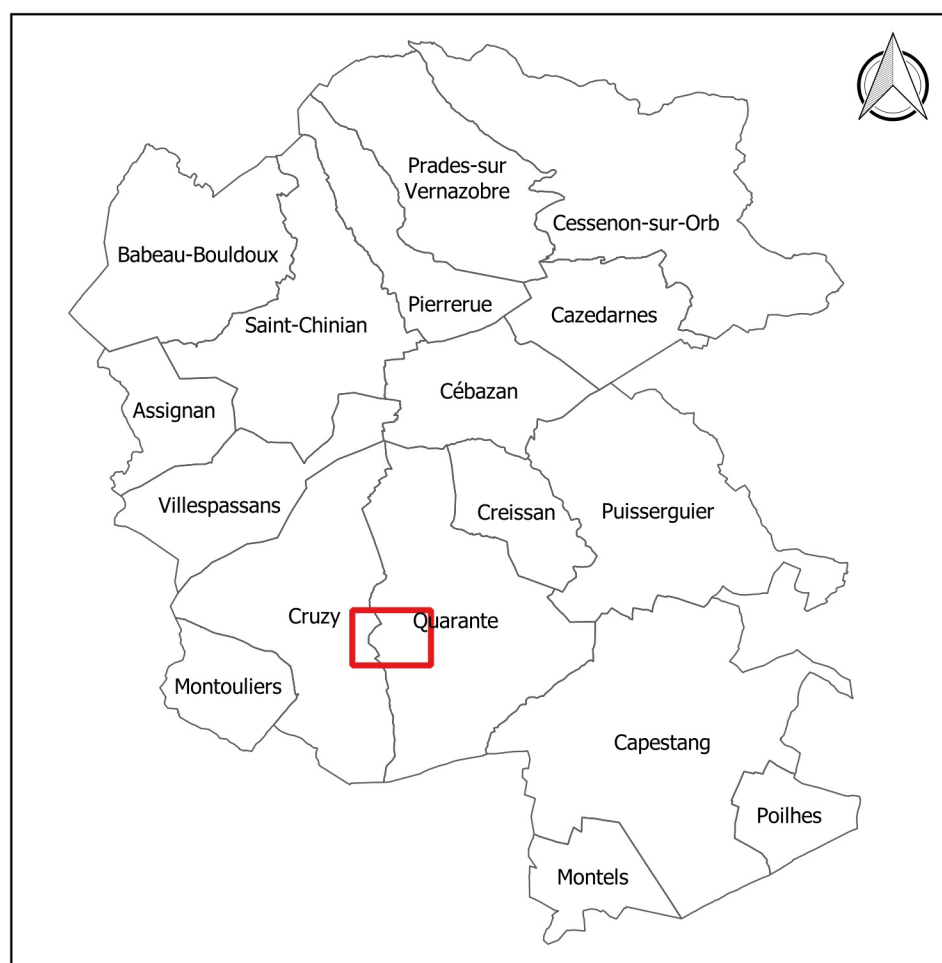 Prades-sur
Vernazobre
Cessenon-sur-Orb
Babeau-Bouldoux
Pierrerue
Cazedarnes
Saint-Chinian
Cébazan
Assignan
Villespassans
Creissan
Puisserguier
Cruzy
Quarante
Montouliers
Capestang
Poilhes
Montels